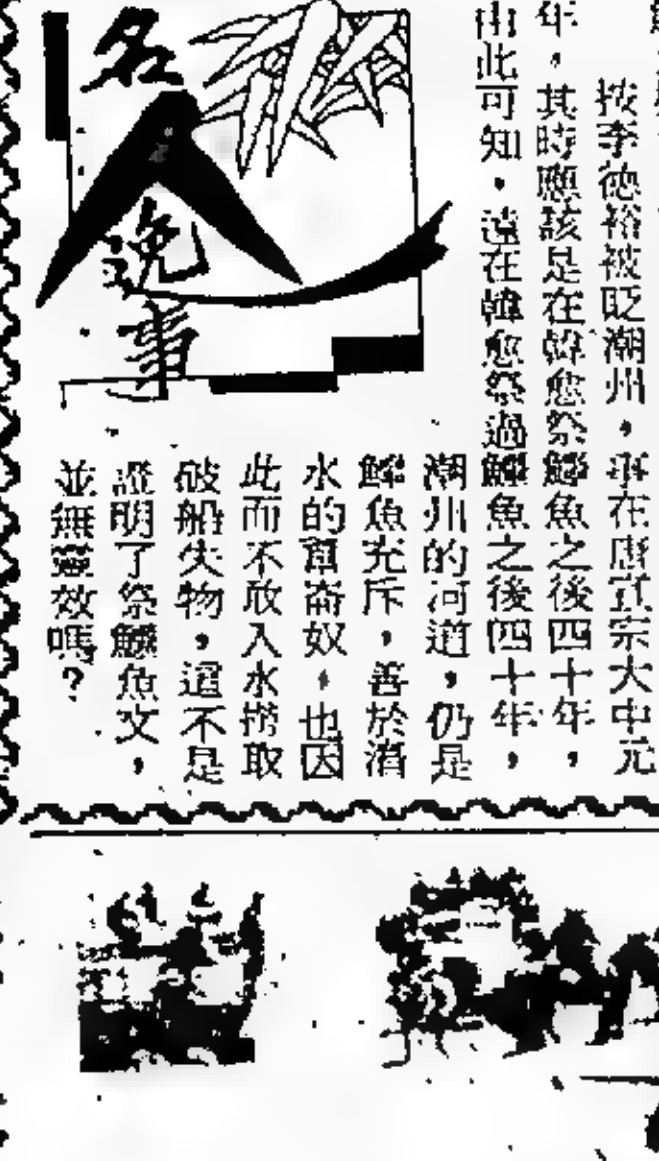 按李德裕被貶潮州，事在唐宣宗大中元
年，其時應該是在韓愈祭鱷魚之後四十年，
由此可知，遠在韓愈祭過鱷魚之後四十年，
潮州的河道，仍是
鱷魚充斥，善於潛
水的崑崙奴，也因
此而不敢入水撈取
破船失物，這不是
證明了祭鱷魚文，
並無靈效嗎？
名人逸事